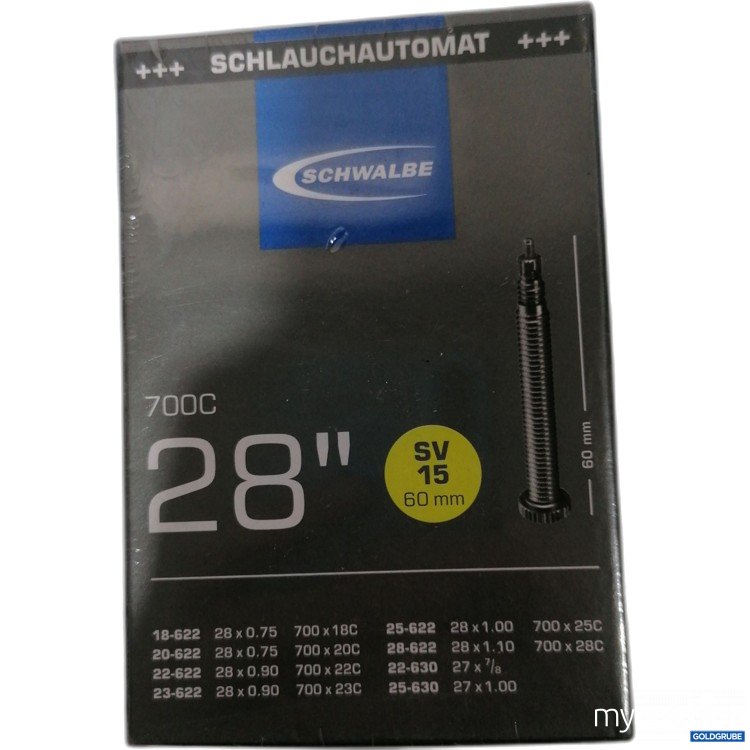 +++ SCHLAUCHAUTOMAT +++
SCHWALBE
700C
28"
SV
15
60 mm
60 mm
18-622 28 x 0.75 700 x 18C
20-622 28 x 0.75 700 x 20C
22-622 28 x 0.90 700 x 22C
23-622 28 x 0.90 700 x 23C
25-622 28 x 1.00 700 x 25C
28-622 28 x 1.10 700 x 28C
22-630 27 x 7/8
25-630 27 x 1.00
my
GOLDGRUBE